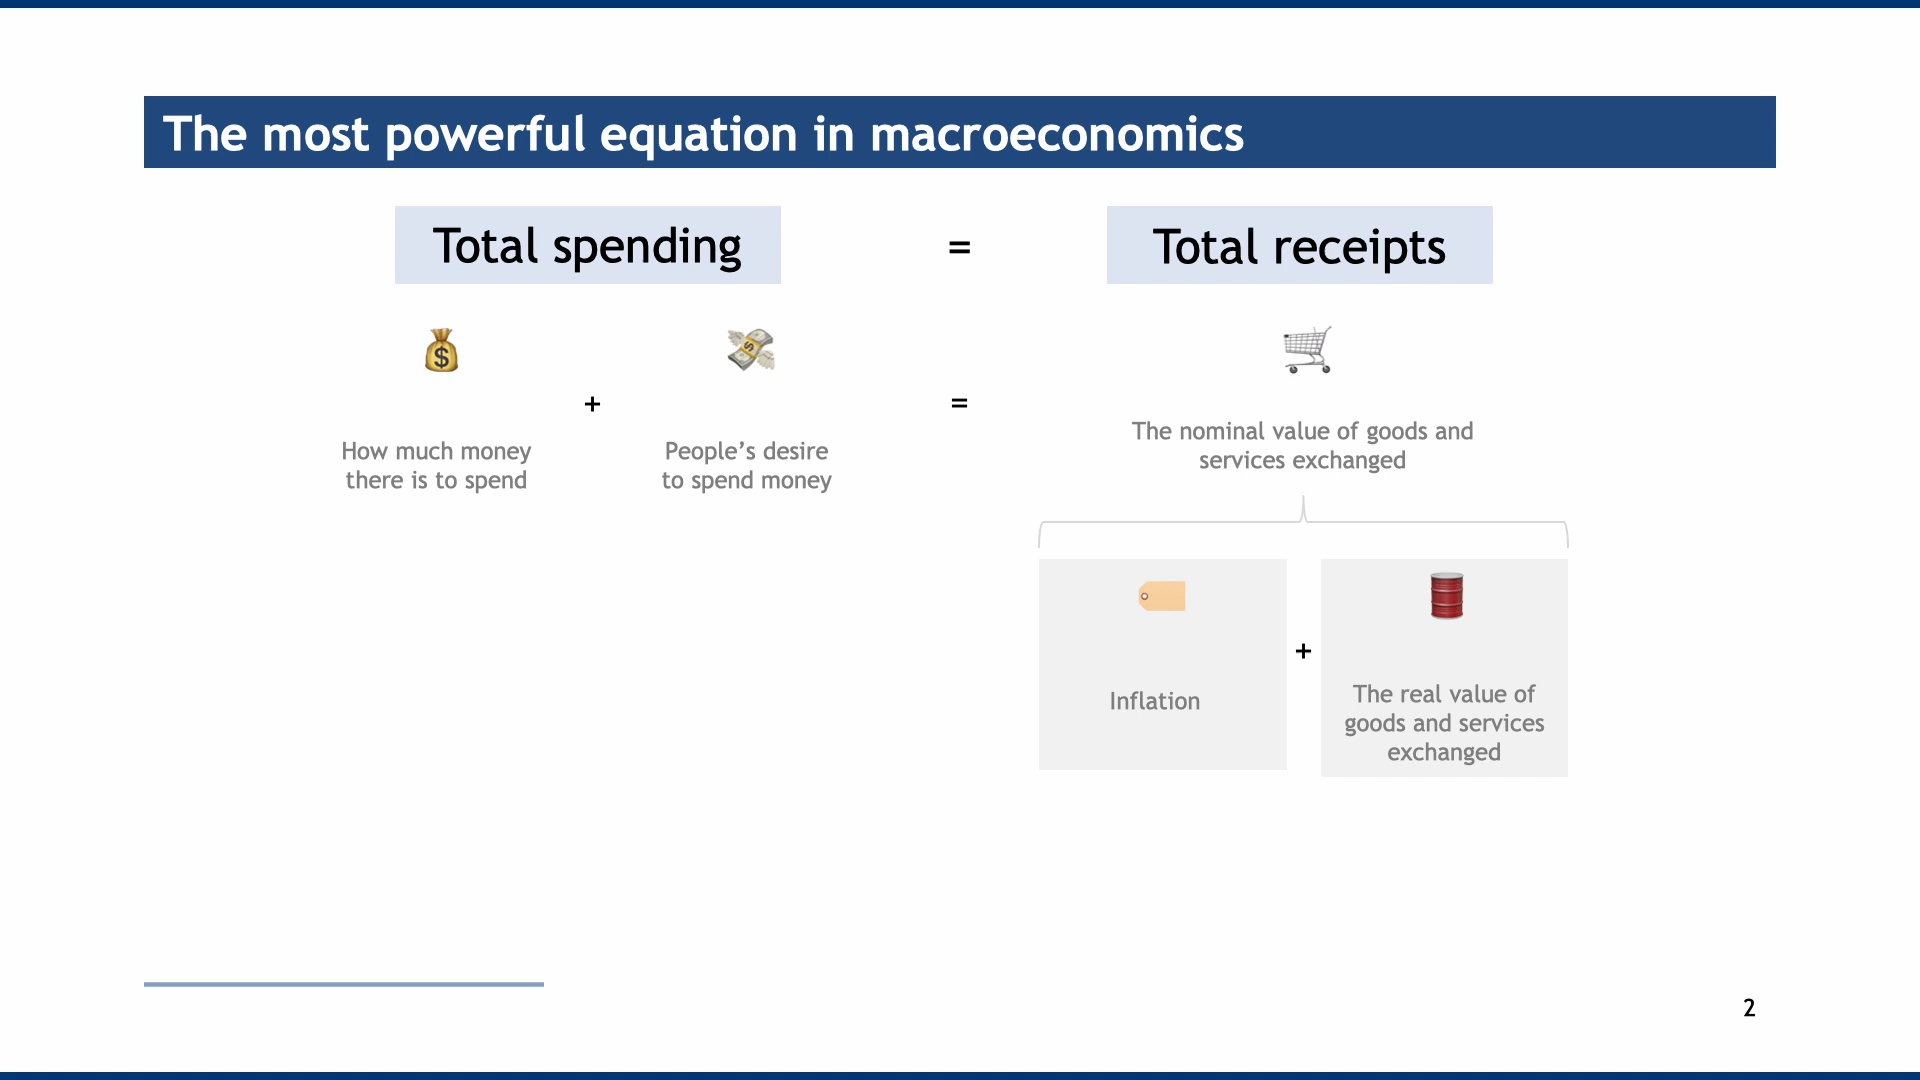 The most powerful equation in macroeconomics
Total spending = Total receipts
$ $
+ =
How much money
there is to spend
People’s desire
to spend money
The nominal value of goods and
services exchanged
Inflation
+
The real value of
goods and services
exchanged
2